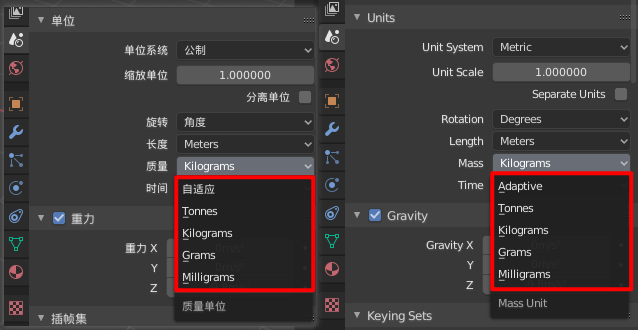 单位
单位系统 公制
缩放单位 1.000000
分离单位
旋转 角度
长度 Meters
质量 Kilograms
时间
自适应
Tonnes
Kilograms
Grams
Milligrams
质量单位
重力
重力 X
Y
Z
插帧集
Units
Unit System Metric
Unit Scale 1.000000
Separate Units
Rotation Degrees
Length Meters
Mass Kilograms
Time
Adaptive
Tonnes
Kilograms
Grams
Milligrams
Mass Unit
Gravity
Gravity X
Y
Z
Keying Sets